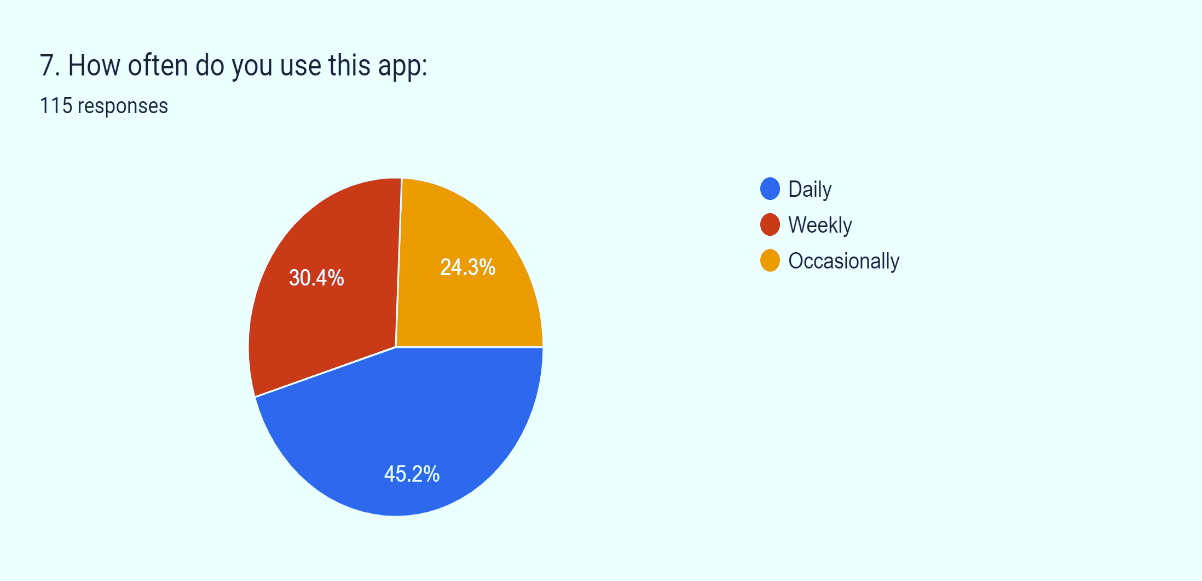 7. How often do you use this app:
115 responses
Daily
Weekly
Occasionally
30.4%
24.3%
45.2%